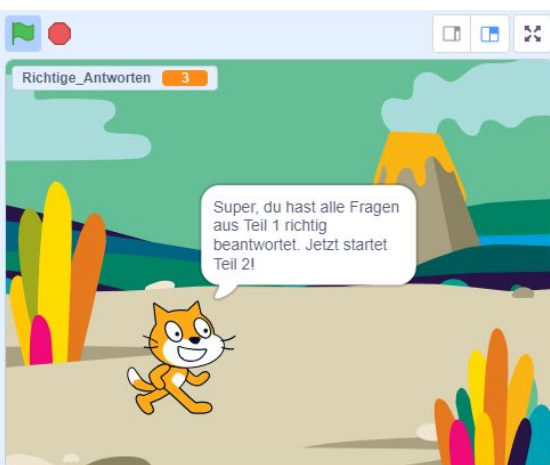 Richtige_Antworten 3
Super, du hast alle Fragen
aus Teil 1 richtig
beantwortet. Jetzt startet
Teil 2!